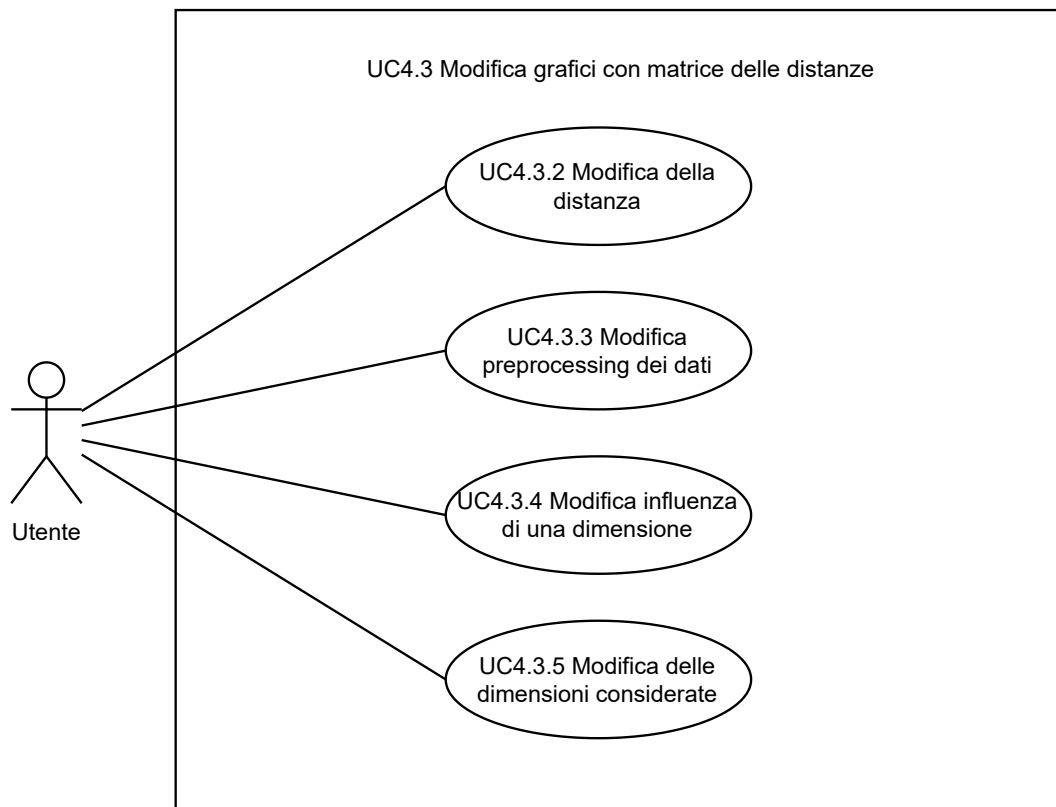 UC4.3 Modifica grafici con matrice delle distanze
UC4.3.2 Modifica della
distanza
UC4.3.3 Modifica
preprocessing dei dati
UC4.3.4 Modifica influenza
di una dimensione
Utente
UC4.3.5 Modifica delle
dimensioni considerate